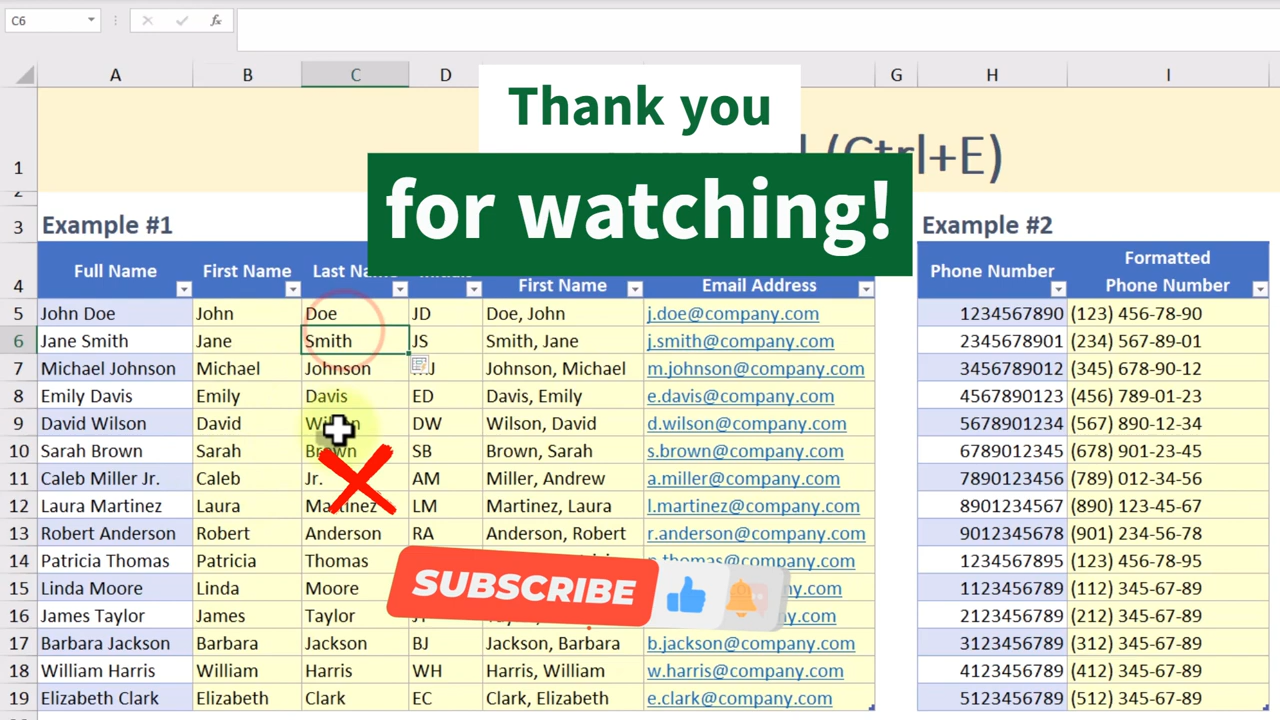 C6
fx
A B C D G H I
Thank you
for watching!
(Ctrl+E)
1
2
3 Example #1 Example #2
4 Full Name First Name Last First Name Email Address Phone Number Formatted Phone Number
5 John Doe John Doe JD Doe, John j.doe@company.com 1234567890 (123) 456-78-90
6 Jane Smith Jane Smith JS Smith, Jane j.smith@company.com 2345678901 (234) 567-89-01
7 Michael Johnson Michael Johnson Johnson, Michael m.johnson@company.com 3456789012 (345) 678-90-12
8 Emily Davis Emily Davis ED Davis, Emily e.davis@company.com 4567890123 (456) 789-01-23
9 David Wilson David Wilson DW Wilson, David d.wilson@company.com 5678901234 (567) 890-12-34
10 Sarah Brown Sarah Brown SB Brown, Sarah s.brown@company.com 6789012345 (678) 901-23-45
11 Caleb Miller Jr. Caleb Jr. AM Miller, Andrew a.miller@company.com 7890123456 (789) 012-34-56
12 Laura Martinez Laura Martinez LM Martinez, Laura l.martinez@company.com 8901234567 (890) 123-45-67
13 Robert Anderson Robert Anderson RA Anderson, Robert r.anderson@company.com 9012345678 (901) 234-56-78
14 Patricia Thomas Patricia Thomas p.thomas@company.com 1234567895 (123) 456-78-95
15 Linda Moore Linda Moore 1123456789 (112) 345-67-89
SUBSCRIBE
16 James Taylor James Taylor 2123456789 (212) 345-67-89
17 Barbara Jackson Barbara Jackson BJ Jackson, Barbara b.jackson@company.com 3123456789 (312) 345-67-89
18 William Harris William Harris WH Harris, William w.harris@company.com 4123456789 (412) 345-67-89
19 Elizabeth Clark Elizabeth Clark EC Clark, Elizabeth e.clark@company.com 5123456789 (512) 345-67-89